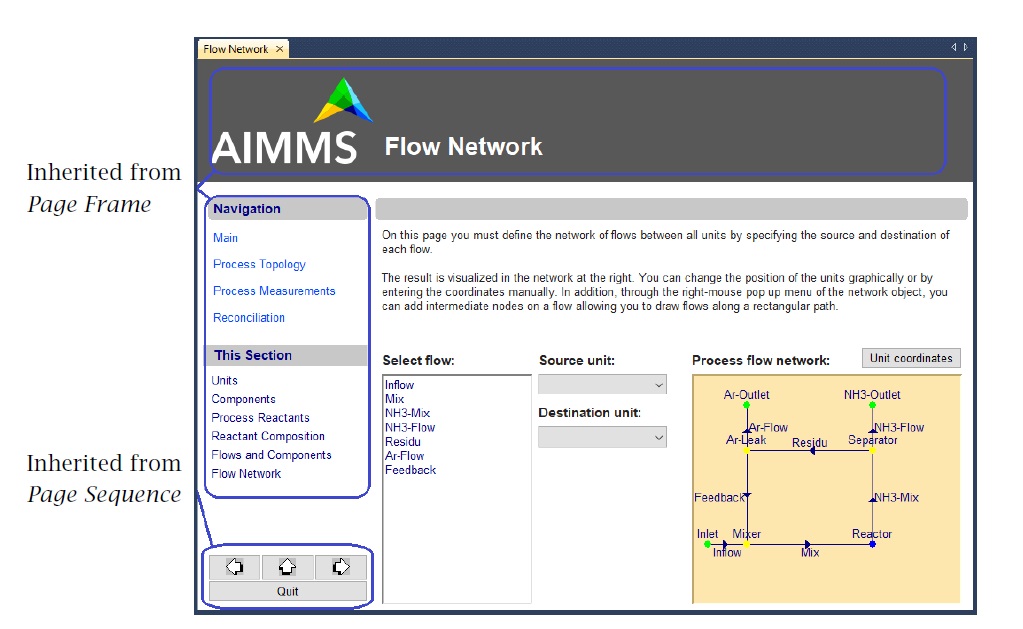 Flow Network ×
AIMMS
Flow Network
Inherited from
Page Frame
Navigation
Main
Process Topology
Process Measurements
Reconciliation
This Section
Units
Components
Process Reactants
Reactant Composition
Flows and Components
Flow Network
Inherited from
Page Sequence
Quit
On this page you must define the network of flows between all units by specifying the source and destination of
each flow.
The result is visualized in the network at the right. You can change the position of the units graphically or by
entering the coordinates manually. In addition, through the right-mouse pop up menu of the network object, you
can add intermediate nodes on a flow allowing you to draw flows along a rectangular path.
Select flow:
Inflow
Mix
NH3-Mix
NH3-Flow
Residu
Ar-Flow
Feedback
Source unit:
Destination unit:
Process flow network:
Unit coordinates
Ar-Outlet
NH3-Outlet
Ar-Flow
NH3-Flow
Ar-Leak
Residu
Separator
Feedback
NH3-Mix
Inlet
Mixer
Reactor
Inflow
Mix